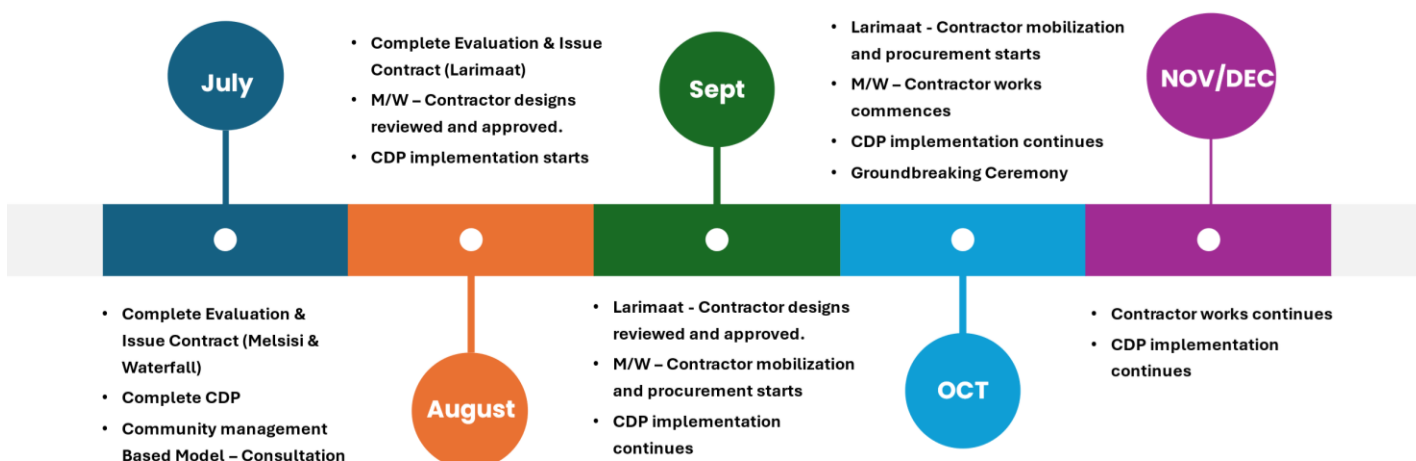 July
• Complete Evaluation &
Issue Contract (Melsisi &
Waterfall)
• Complete CDP
• Community management
Based Model – Consultation
August
• Complete Evaluation & Issue
Contract (Larimaat)
• M/W – Contractor designs
reviewed and approved.
• CDP implementation starts
Sept
• Larimaat - Contractor designs
reviewed and approved.
• M/W – Contractor mobilization
and procurement starts
• CDP implementation
continues
OCT
• Larimaat - Contractor mobilization
and procurement starts
• M/W – Contractor works
commences
• CDP implementation continues
• Groundbreaking Ceremony
NOV/DEC
• Contractor works continues
• CDP implementation
continues